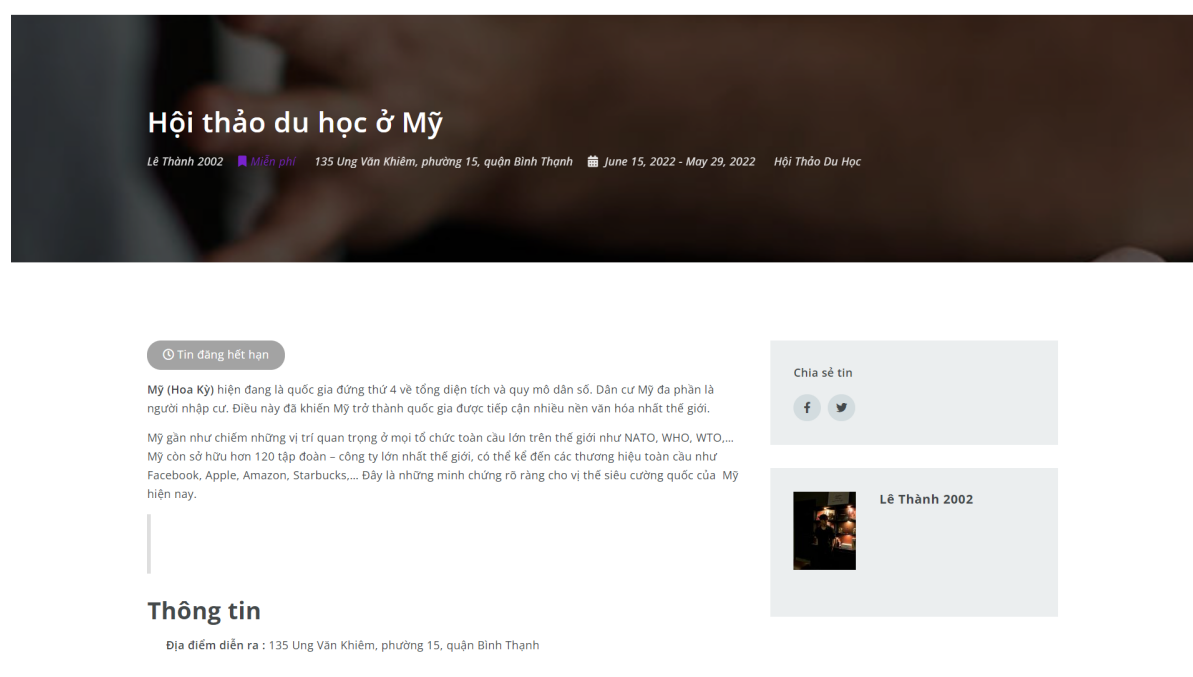 Hội thảo du học ở Mỹ
Lê Thành 2002 Miễn phí 135 Ung Văn Khiêm, phường 15, quận Bình Thạnh June 15, 2022 - May 29, 2022 Hội Thảo Du Học
Tin đăng hết hạn
Mỹ (Hoa Kỳ) hiện đang là quốc gia đứng thứ 4 về tổng diện tích và quy mô dân số. Dân cư Mỹ đa phần là
người nhập cư. Điều này đã khiến Mỹ trở thành quốc gia được tiếp cận nhiều nền văn hóa nhất thế giới.
Mỹ gần như chiếm những vị trí quan trọng ở mọi tổ chức toàn cầu lớn trên thế giới như NATO, WHO, WTO,…
Mỹ còn sở hữu hơn 120 tập đoàn – công ty lớn nhất thế giới, có thể kể đến các thương hiệu toàn cầu như
Facebook, Apple, Amazon, Starbucks,… Đây là những minh chứng rõ ràng cho vị thế siêu cường quốc của  Mỹ
hiện nay.
Thông tin
Địa điểm diễn ra : 135 Ung Văn Khiêm, phường 15, quận Bình Thạnh
Chia sẻ tin
Lê Thành 2002